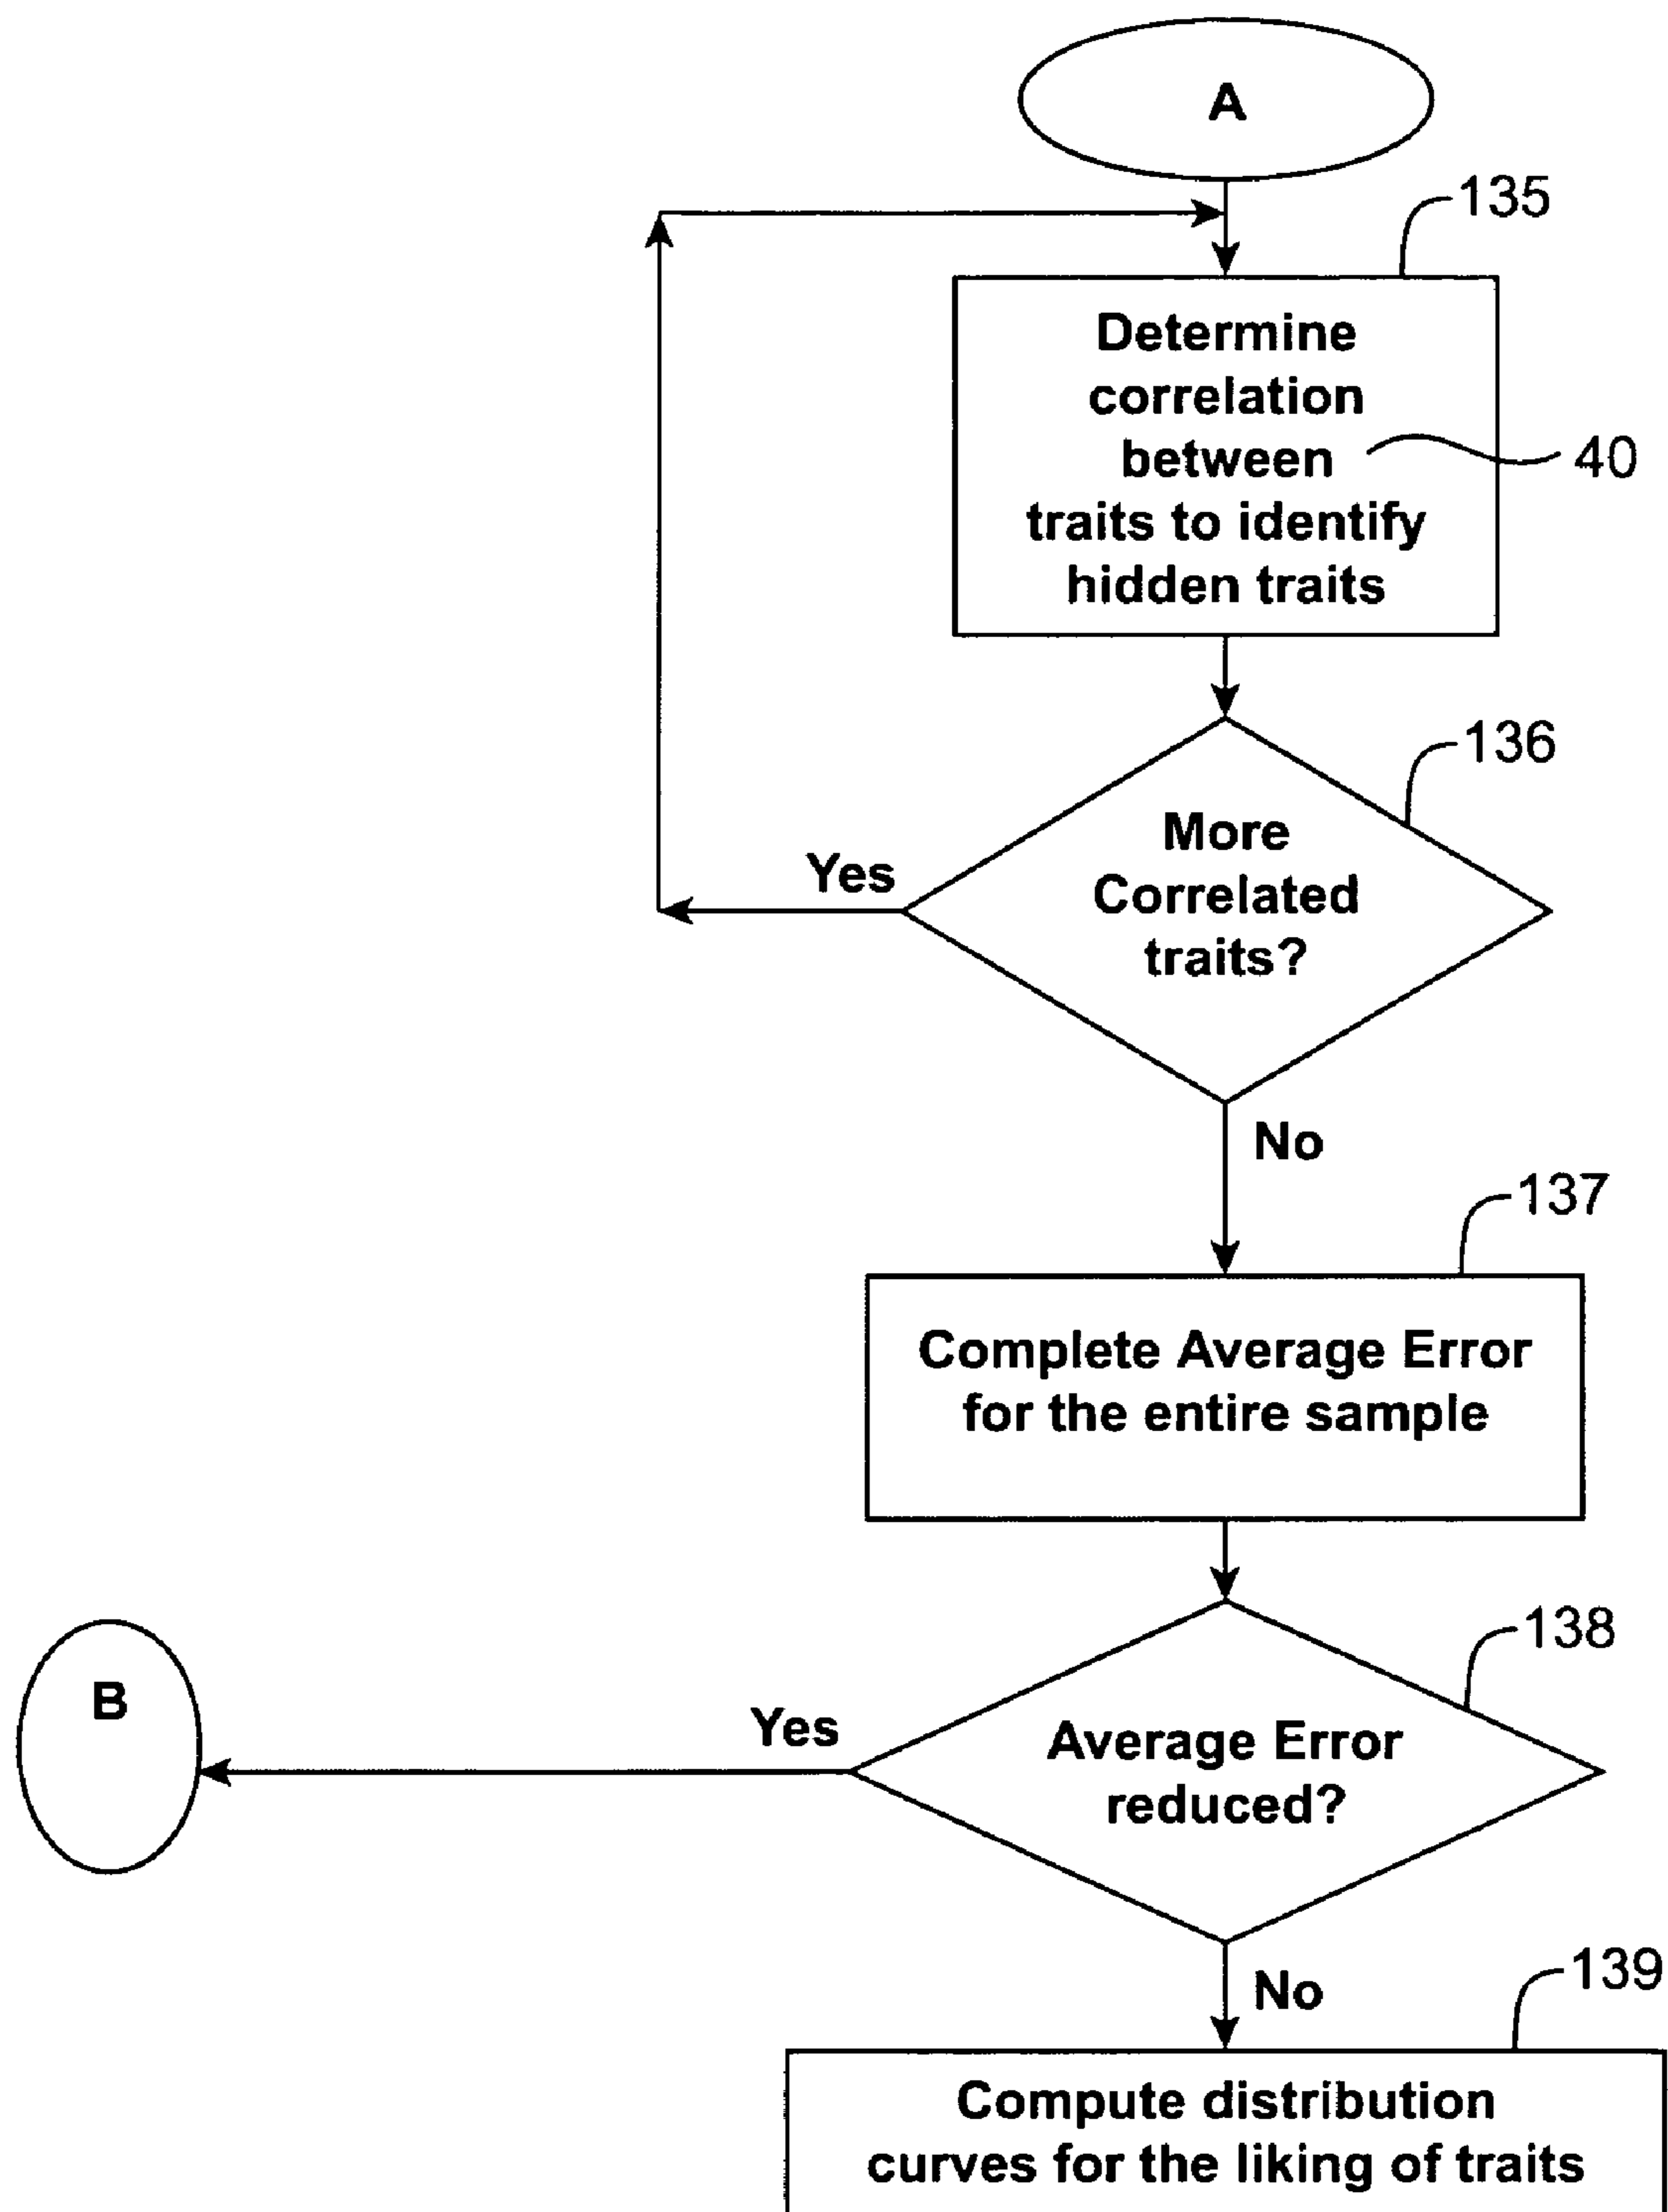 A
135
Determine
correlation
between
40
traits to identify
hidden traits
136
More
Correlated
traits?
Yes
No
137
Complete Average Error
for the entire sample
138
B
Yes
Average Error
reduced?
No
139
Compute distribution
curves for the liking of traits